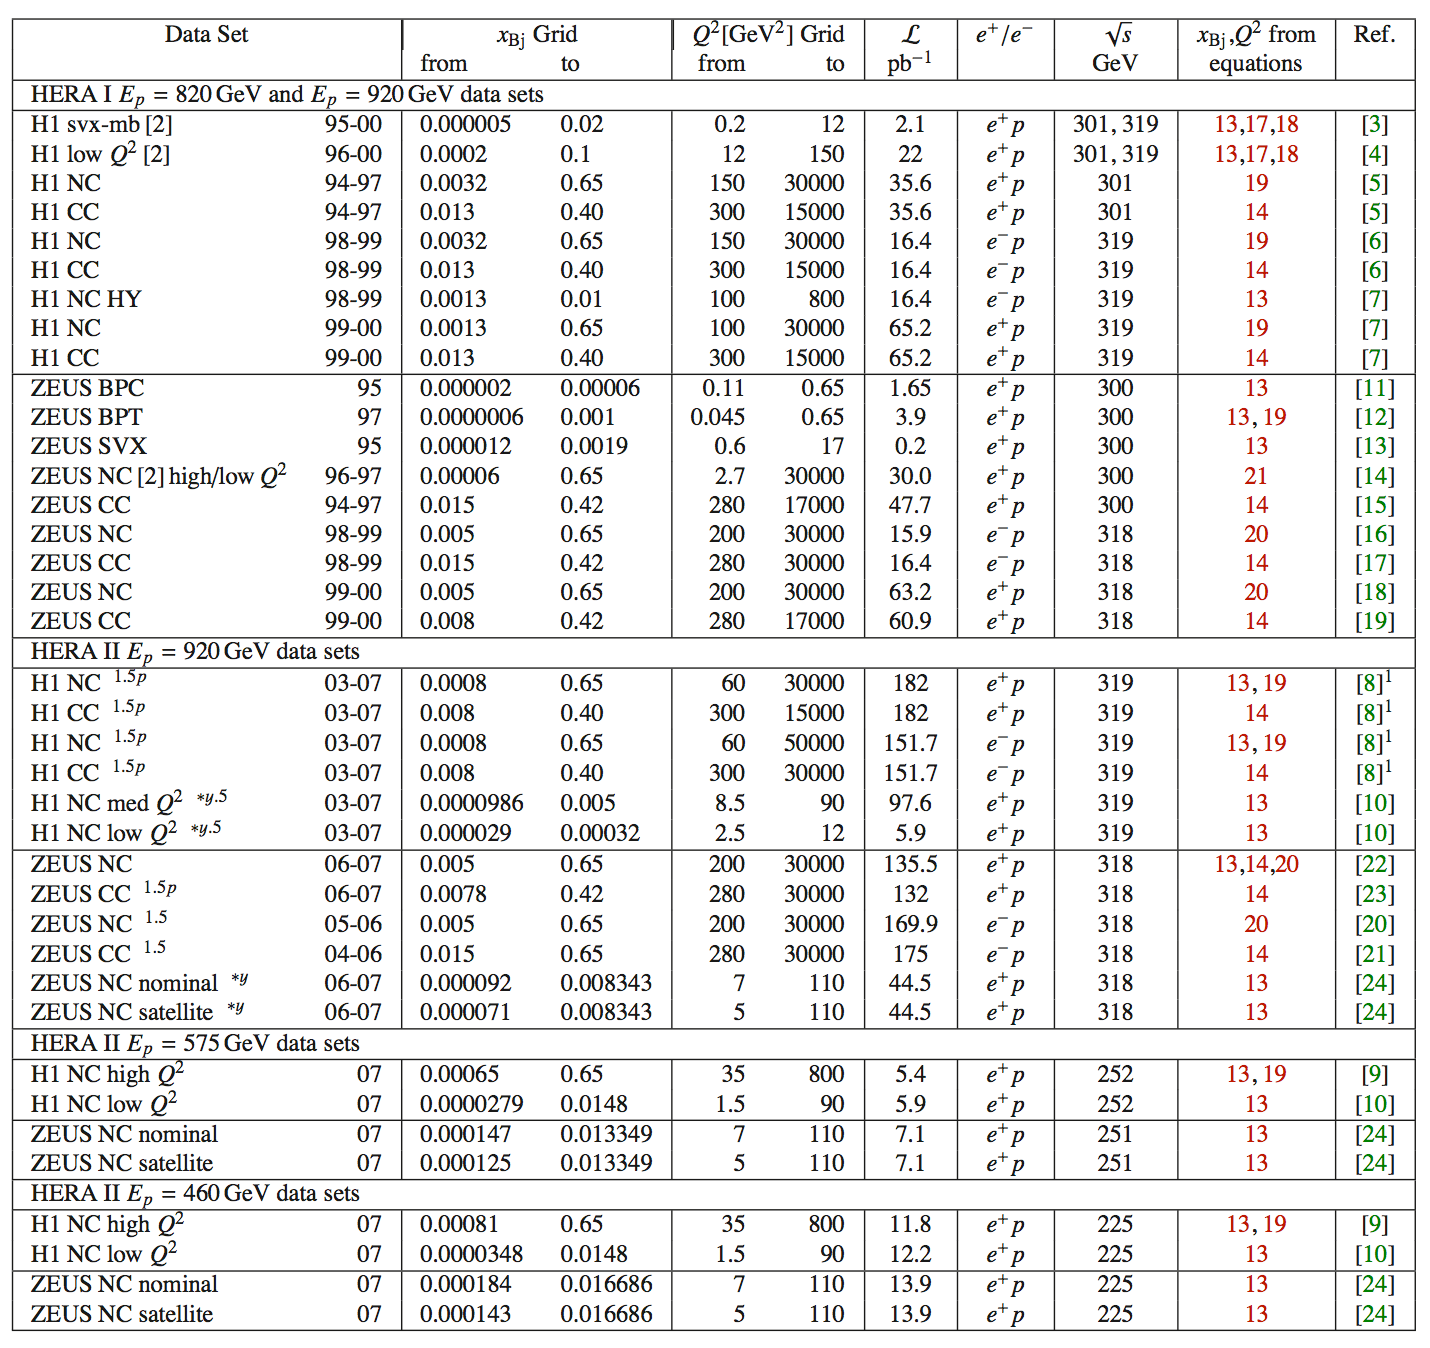 Data Set x_Bj Grid Q²[GeV²] Grid ℒ e⁺/e⁻ √s x_Bj,Q² from Ref.
from to from to pb⁻¹ GeV equations
HERA I E_p = 820 GeV and E_p = 920 GeV data sets
H1 svx-mb [2] 95-00 0.000005 0.02 0.2 12 2.1 e⁺p 301, 319 13,17,18 [3]
H1 low Q² [2] 96-00 0.0002 0.1 12 150 22 e⁺p 301, 319 13,17,18 [4]
H1 NC 94-97 0.0032 0.65 150 30000 35.6 e⁺p 301 19 [5]
H1 CC 94-97 0.013 0.40 300 15000 35.6 e⁺p 301 14 [5]
H1 NC 98-99 0.0032 0.65 150 30000 16.4 e⁻p 319 19 [6]
H1 CC 98-99 0.013 0.40 300 15000 16.4 e⁻p 319 14 [6]
H1 NC HY 98-99 0.0013 0.01 100 800 16.4 e⁻p 319 13 [7]
H1 NC 99-00 0.0013 0.65 100 30000 65.2 e⁺p 319 19 [7]
H1 CC 99-00 0.013 0.40 300 15000 65.2 e⁺p 319 14 [7]
ZEUS BPC 95 0.000002 0.00006 0.11 0.65 1.65 e⁺p 300 13 [11]
ZEUS BPT 97 0.0000006 0.001 0.045 0.65 3.9 e⁺p 300 13, 19 [12]
ZEUS SVX 95 0.000012 0.0019 0.6 17 0.2 e⁺p 300 13 [13]
ZEUS NC [2] high/low Q² 96-97 0.00006 0.65 2.7 30000 30.0 e⁺p 300 21 [14]
ZEUS CC 94-97 0.015 0.42 280 17000 47.7 e⁺p 300 14 [15]
ZEUS NC 98-99 0.005 0.65 200 30000 15.9 e⁻p 318 20 [16]
ZEUS CC 98-99 0.015 0.42 280 30000 16.4 e⁻p 318 14 [17]
ZEUS NC 99-00 0.005 0.65 200 30000 63.2 e⁺p 318 20 [18]
ZEUS CC 99-00 0.008 0.42 280 17000 60.9 e⁺p 318 14 [19]
HERA II E_p = 920 GeV data sets
H1 NC 1.5p 03-07 0.0008 0.65 60 30000 182 e⁺p 319 13, 19 [8]¹
H1 CC 1.5p 03-07 0.008 0.40 300 15000 182 e⁺p 319 14 [8]¹
H1 NC 1.5p 03-07 0.0008 0.65 60 50000 151.7 e⁻p 319 13, 19 [8]¹
H1 CC 1.5p 03-07 0.008 0.40 300 30000 151.7 e⁻p 319 14 [8]¹
H1 NC med Q² *y.5 03-07 0.0000986 0.005 8.5 90 97.6 e⁺p 319 13 [10]
H1 NC low Q² *y.5 03-07 0.000029 0.00032 2.5 12 5.9 e⁺p 319 13 [10]
ZEUS NC 06-07 0.005 0.65 200 30000 135.5 e⁺p 318 13,14,20 [22]
ZEUS CC 1.5p 06-07 0.0078 0.42 280 30000 132 e⁺p 318 14 [23]
ZEUS NC 1.5 05-06 0.005 0.65 200 30000 169.9 e⁻p 318 20 [20]
ZEUS CC 1.5 04-06 0.015 0.65 280 30000 175 e⁻p 318 14 [21]
ZEUS NC nominal *y 06-07 0.000092 0.008343 7 110 44.5 e⁺p 318 13 [24]
ZEUS NC satellite *y 06-07 0.000071 0.008343 5 110 44.5 e⁺p 318 13 [24]
HERA II E_p = 575 GeV data sets
H1 NC high Q² 07 0.00065 0.65 35 800 5.4 e⁺p 252 13, 19 [9]
H1 NC low Q² 07 0.0000279 0.0148 1.5 90 5.9 e⁺p 252 13 [10]
ZEUS NC nominal 07 0.000147 0.013349 7 110 7.1 e⁺p 251 13 [24]
ZEUS NC satellite 07 0.000125 0.013349 5 110 7.1 e⁺p 251 13 [24]
HERA II E_p = 460 GeV data sets
H1 NC high Q² 07 0.00081 0.65 35 800 11.8 e⁺p 225 13, 19 [9]
H1 NC low Q² 07 0.0000348 0.0148 1.5 90 12.2 e⁺p 225 13 [10]
ZEUS NC nominal 07 0.000184 0.016686 7 110 13.9 e⁺p 225 13 [24]
ZEUS NC satellite 07 0.000143 0.016686 5 110 13.9 e⁺p 225 13 [24]